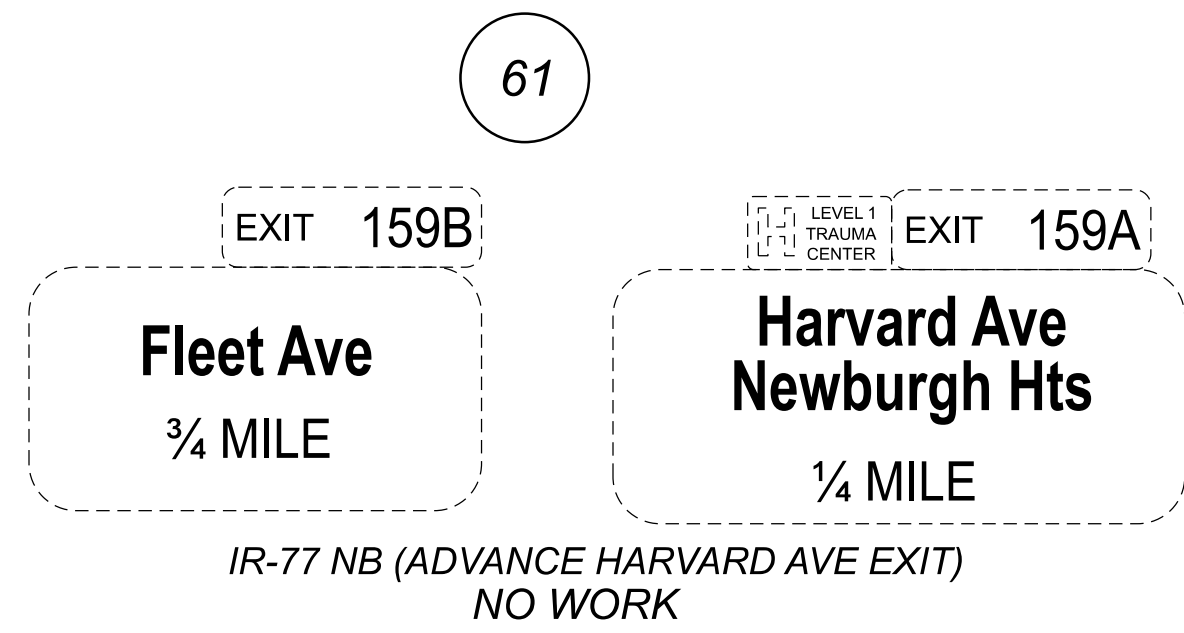 61
EXIT 159B
Fleet Ave
¾ MILE
H
LEVEL 1
TRAUMA
CENTER
EXIT 159A
Harvard Ave
Newburgh Hts
¼ MILE
IR-77 NB (ADVANCE HARVARD AVE EXIT)
NO WORK